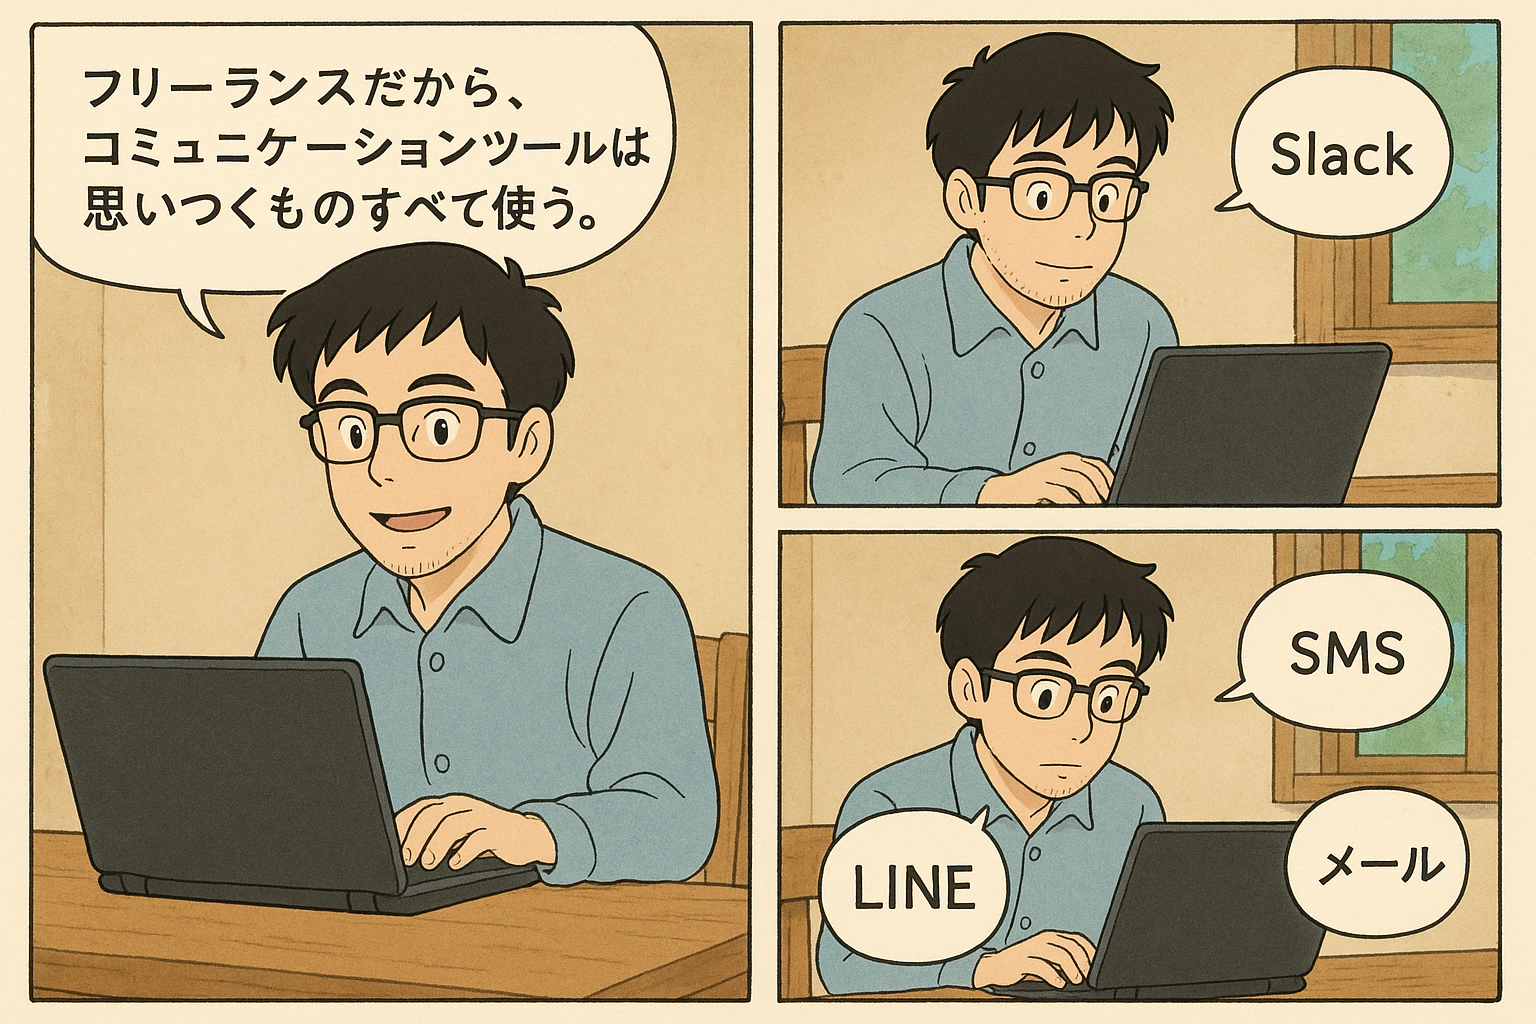 フリーランスだから、
コミュニケーションツールは
思いつくものすべて使う。
Slack
SMS
LINE
メール